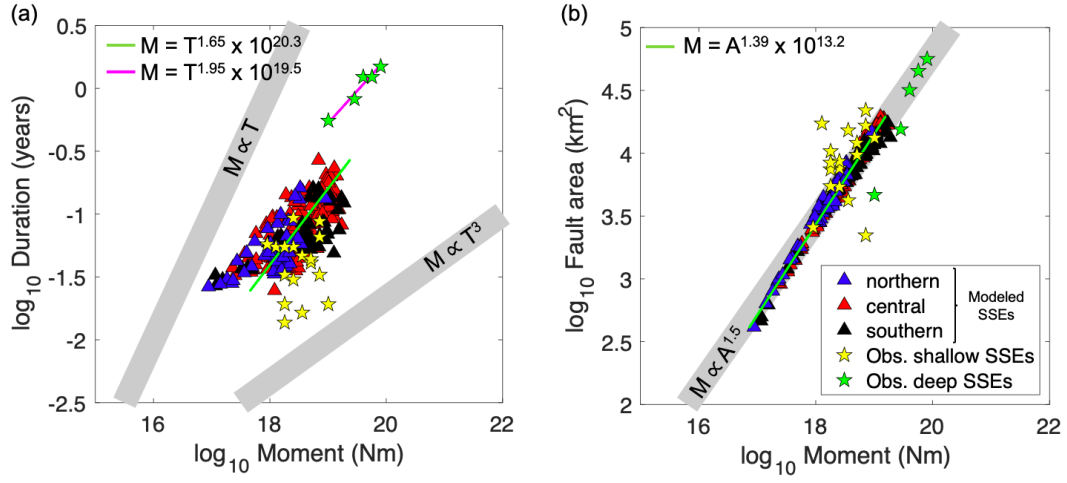 (a)
0.5
0
-0.5
-1
-1.5
-2
-2.5
16
18
20
22
log10 Duration (years)
log10 Moment (Nm)
M = T^1.65 x 10^20.3
M = T^1.95 x 10^19.5
M ∝ T
M ∝ T^3
(b)
5
4.5
4
3.5
3
2.5
2
16
18
20
22
log10 Fault area (km^2)
log10 Moment (Nm)
M = A^1.39 x 10^13.2
M ∝ A^1.5
northern
central
southern
Modeled
SSEs
Obs. shallow SSEs
Obs. deep SSEs